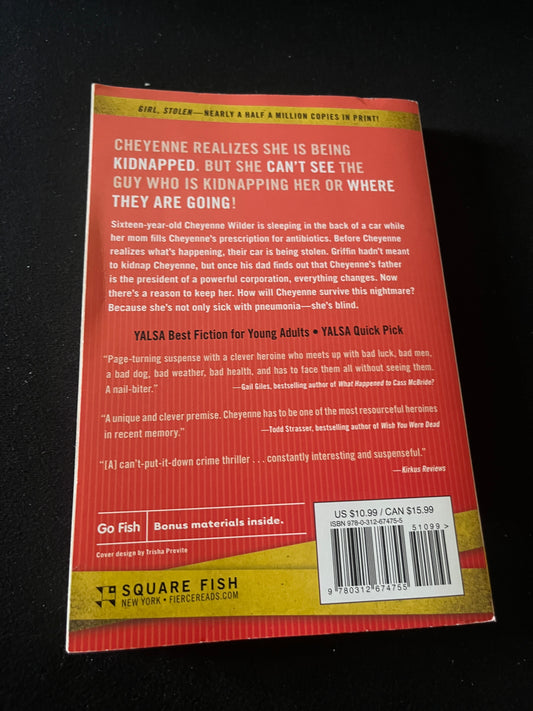 GIRL, STOLEN—NEARLY A HALF A MILLION COPIES IN PRINT!
CHEYENNE REALIZES SHE IS BEING
KIDNAPPED. BUT SHE CAN'T SEE THE
GUY WHO IS KIDNAPPING HER OR WHERE
THEY ARE GOING!
Sixteen-year-old Cheyenne Wilder is sleeping in the back of a car while
her mom fills Cheyenne's prescription for antibiotics. Before Cheyenne
realizes what's happening, their car is being stolen. Griffin hadn't meant
to kidnap Cheyenne, but once his dad finds out that Cheyenne's father
is the president of a powerful corporation, everything changes. Now
there's a reason to keep her. How will Cheyenne survive this nightmare?
Because she's not only sick with pneumonia—she's blind.
YALSA Best Fiction for Young Adults • YALSA Quick Pick
"Page-turning suspense with a clever heroine who meets up with bad luck, bad men,
a bad dog, bad weather, bad health, and has to face them all without seeing them.
A nail-biter." —Gail Giles, bestselling author of What Happened to Cass McBride?
"A unique and clever premise. Cheyenne has to be one of the most resourceful heroines
in recent memory." —Todd Strasser, bestselling author of Wish You Were Dead
"[A] can't-put-it-down crime thriller . . . constantly interesting and suspenseful."
—Kirkus Reviews
Go Fish Bonus materials inside.
Cover design by Trisha Previte
SQUARE FISH
NEW YORK • FIERCEREADS.COM
US $10.99 / CAN $15.99
ISBN 978-0-312-67475-5
51099>
9 780312 674755